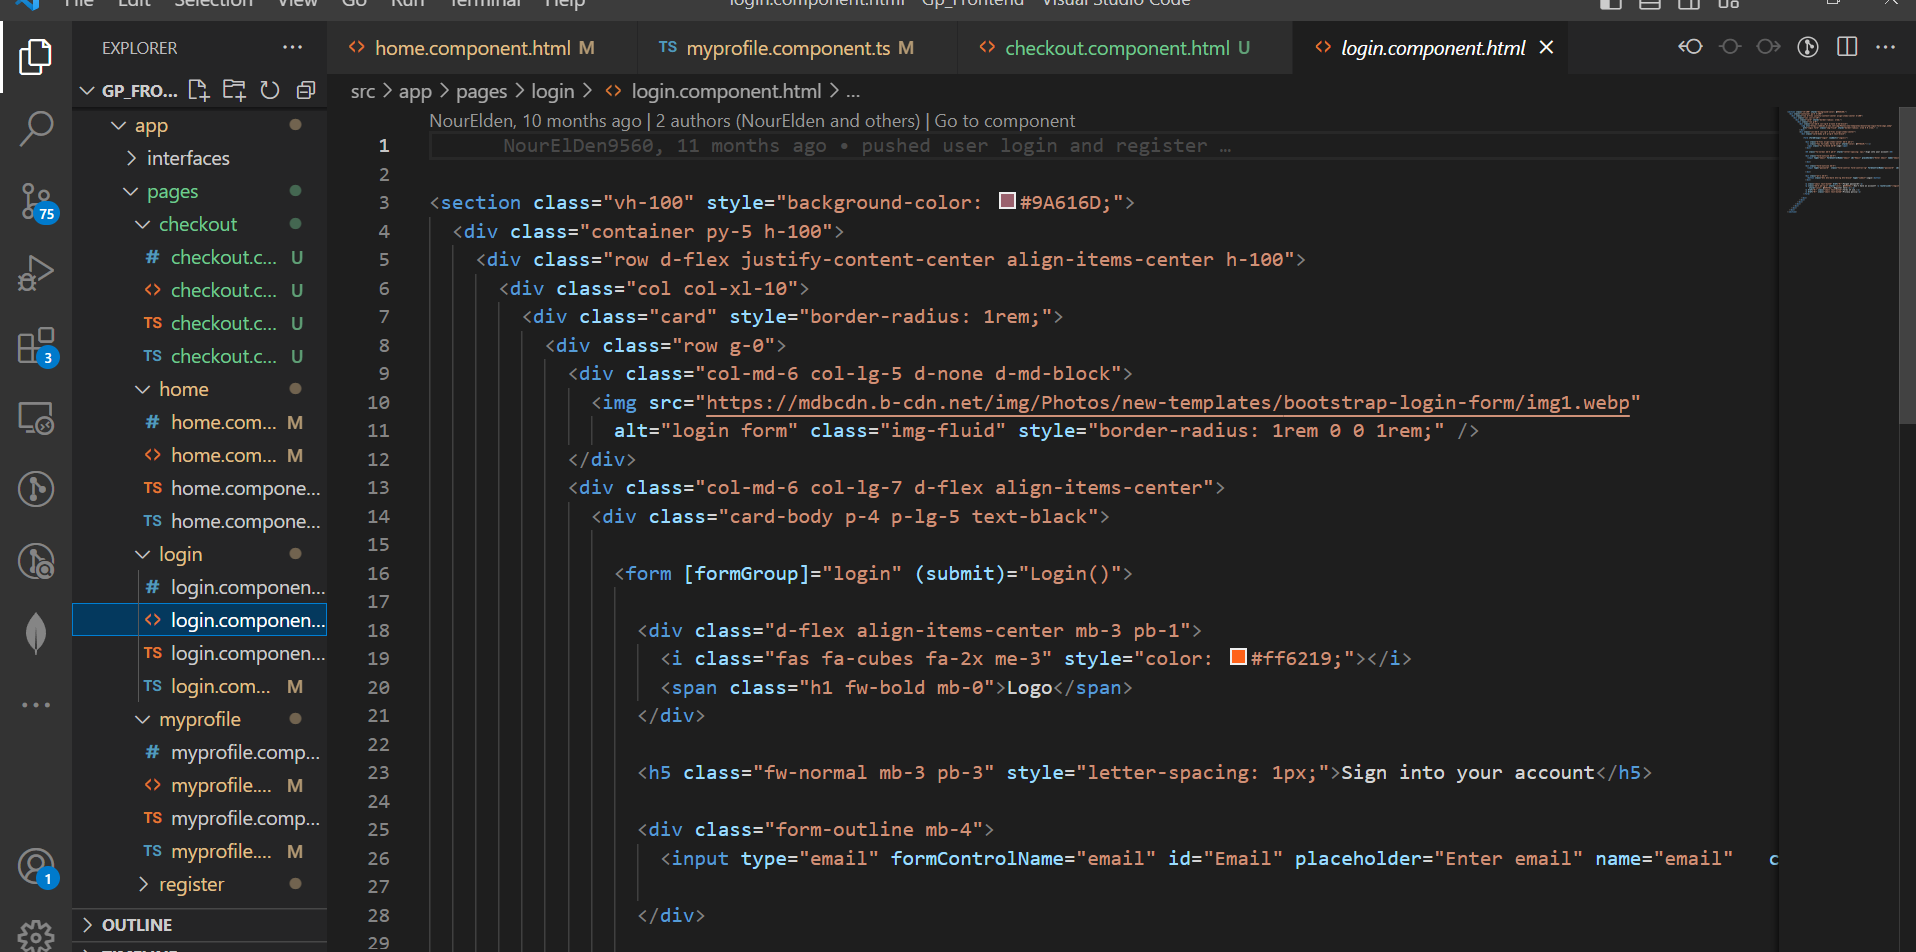 File Edit Selection View Go Run Terminal Help
login.component.html - Gp_Frontend - Visual Studio Code
EXPLORER
GP_FRO...
app
interfaces
pages
checkout
# checkout.c... U
<> checkout.c... U
TS checkout.c... U
TS checkout.c... U
home
# home.com... M
<> home.com... M
TS home.compone...
TS home.compone...
login
# login.componen...
<> login.componen...
TS login.componen...
TS login.com... M
myprofile
# myprofile.comp...
<> myprofile.... M
TS myprofile.comp...
TS myprofile.... M
register
OUTLINE
TIMELINE
75
3
1
<> home.component.html M
TS myprofile.component.ts M
<> checkout.component.html U
<> login.component.html
src > app > pages > login > <> login.component.html > ...
NourElden, 10 months ago | 2 authors (NourElden and others) | Go to component
1 NourElDen9560, 11 months ago • pushed user login and register …
2
3 <section class="vh-100" style="background-color: #9A616D;">
4 <div class="container py-5 h-100">
5 <div class="row d-flex justify-content-center align-items-center h-100">
6 <div class="col col-xl-10">
7 <div class="card" style="border-radius: 1rem;">
8 <div class="row g-0">
9 <div class="col-md-6 col-lg-5 d-none d-md-block">
10 <img src="https://mdbcdn.b-cdn.net/img/Photos/new-templates/bootstrap-login-form/img1.webp"
11 alt="login form" class="img-fluid" style="border-radius: 1rem 0 0 1rem;" />
12 </div>
13 <div class="col-md-6 col-lg-7 d-flex align-items-center">
14 <div class="card-body p-4 p-lg-5 text-black">
15
16 <form [formGroup]="login" (submit)="Login()">
17
18 <div class="d-flex align-items-center mb-3 pb-1">
19 <i class="fas fa-cubes fa-2x me-3" style="color: #ff6219;"></i>
20 <span class="h1 fw-bold mb-0">Logo</span>
21 </div>
22
23 <h5 class="fw-normal mb-3 pb-3" style="letter-spacing: 1px;">Sign into your account</h5>
24
25 <div class="form-outline mb-4">
26 <input type="email" formControlName="email" id="Email" placeholder="Enter email" name="email" c
27
28 </div>
29